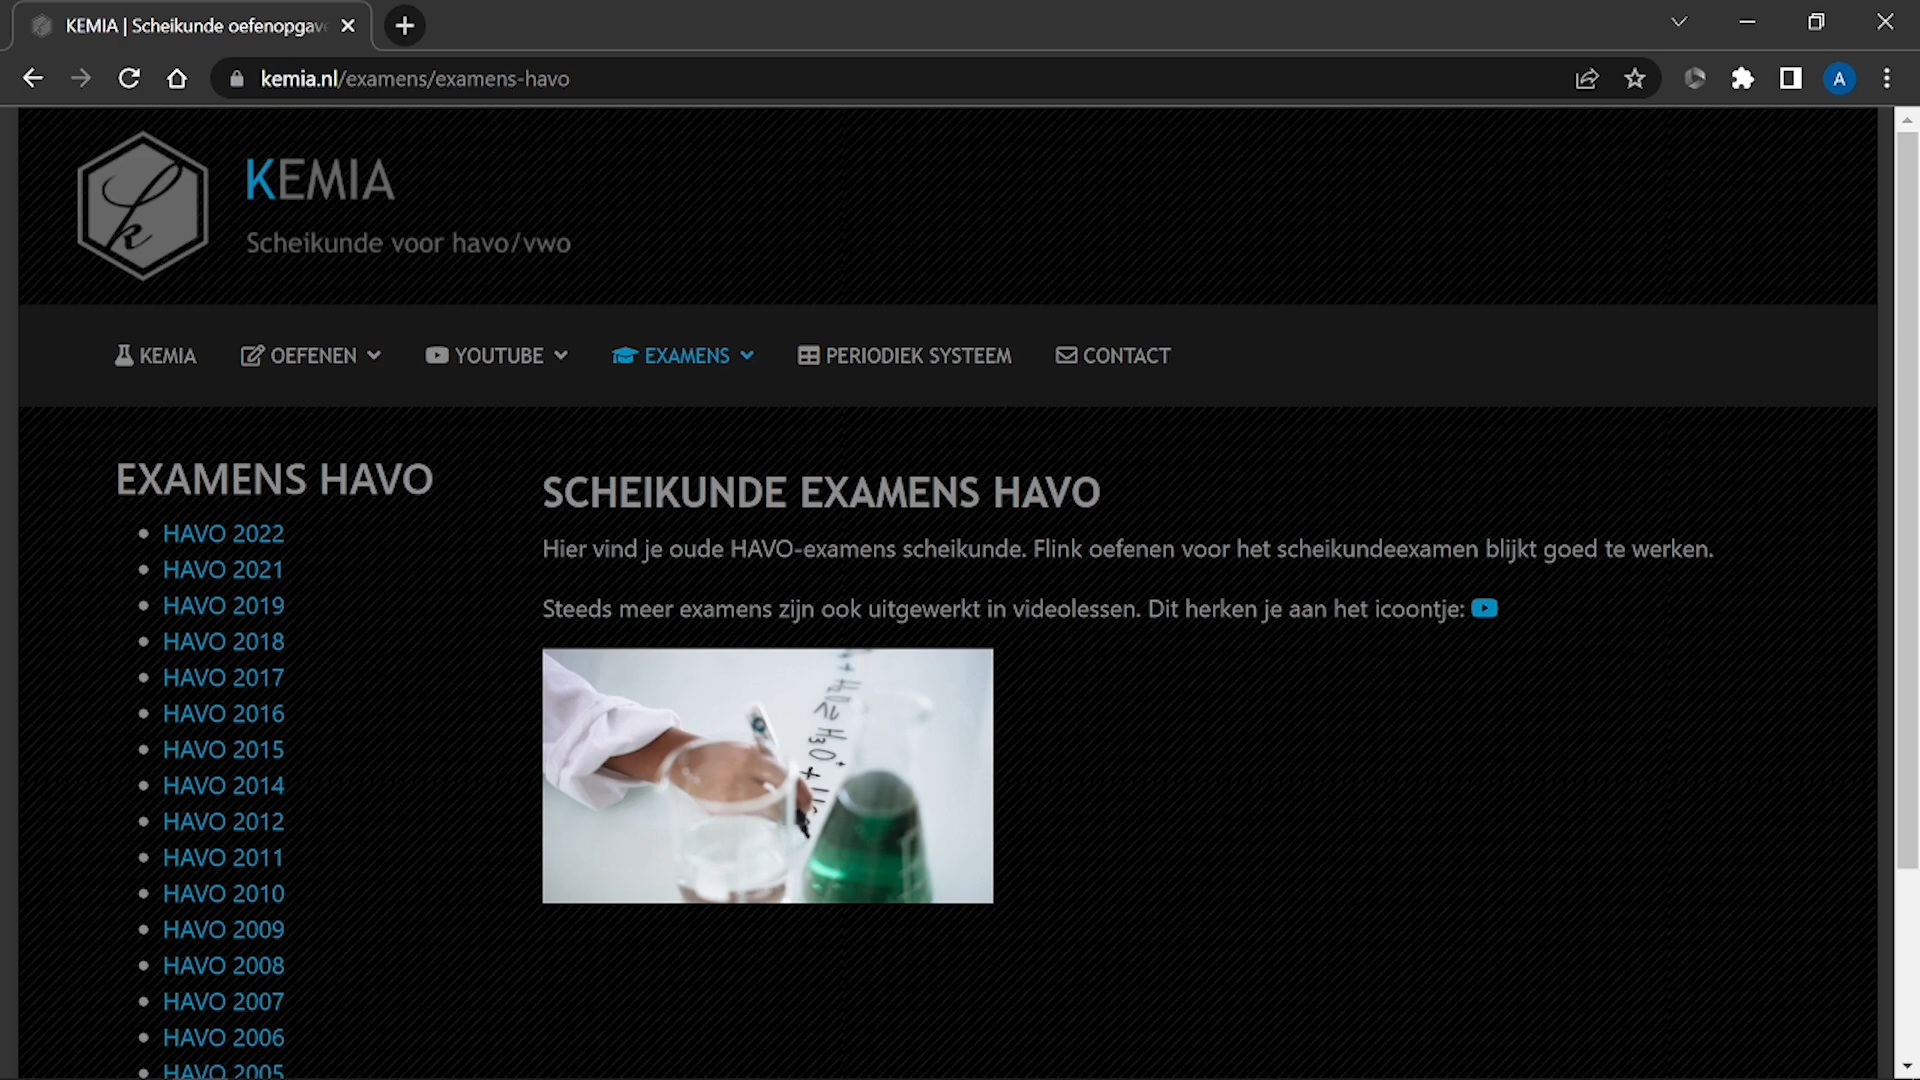 KEMIA | Scheikunde oefenopgav
kemia.nl/examens/examens-havo
A
k
KEMIA
Scheikunde voor havo/vwo
KEMIA
OEFENEN
YOUTUBE
EXAMENS
PERIODIEK SYSTEEM
CONTACT
EXAMENS HAVO
HAVO 2022
HAVO 2021
HAVO 2019
HAVO 2018
HAVO 2017
HAVO 2016
HAVO 2015
HAVO 2014
HAVO 2012
HAVO 2011
HAVO 2010
HAVO 2009
HAVO 2008
HAVO 2007
HAVO 2006
HAVO 2005
SCHEIKUNDE EXAMENS HAVO
Hier vind je oude HAVO-examens scheikunde. Flink oefenen voor het scheikundeexamen blijkt goed te werken.
Steeds meer examens zijn ook uitgewerkt in videolessen. Dit herken je aan het icoontje:
H₃O⁺ +